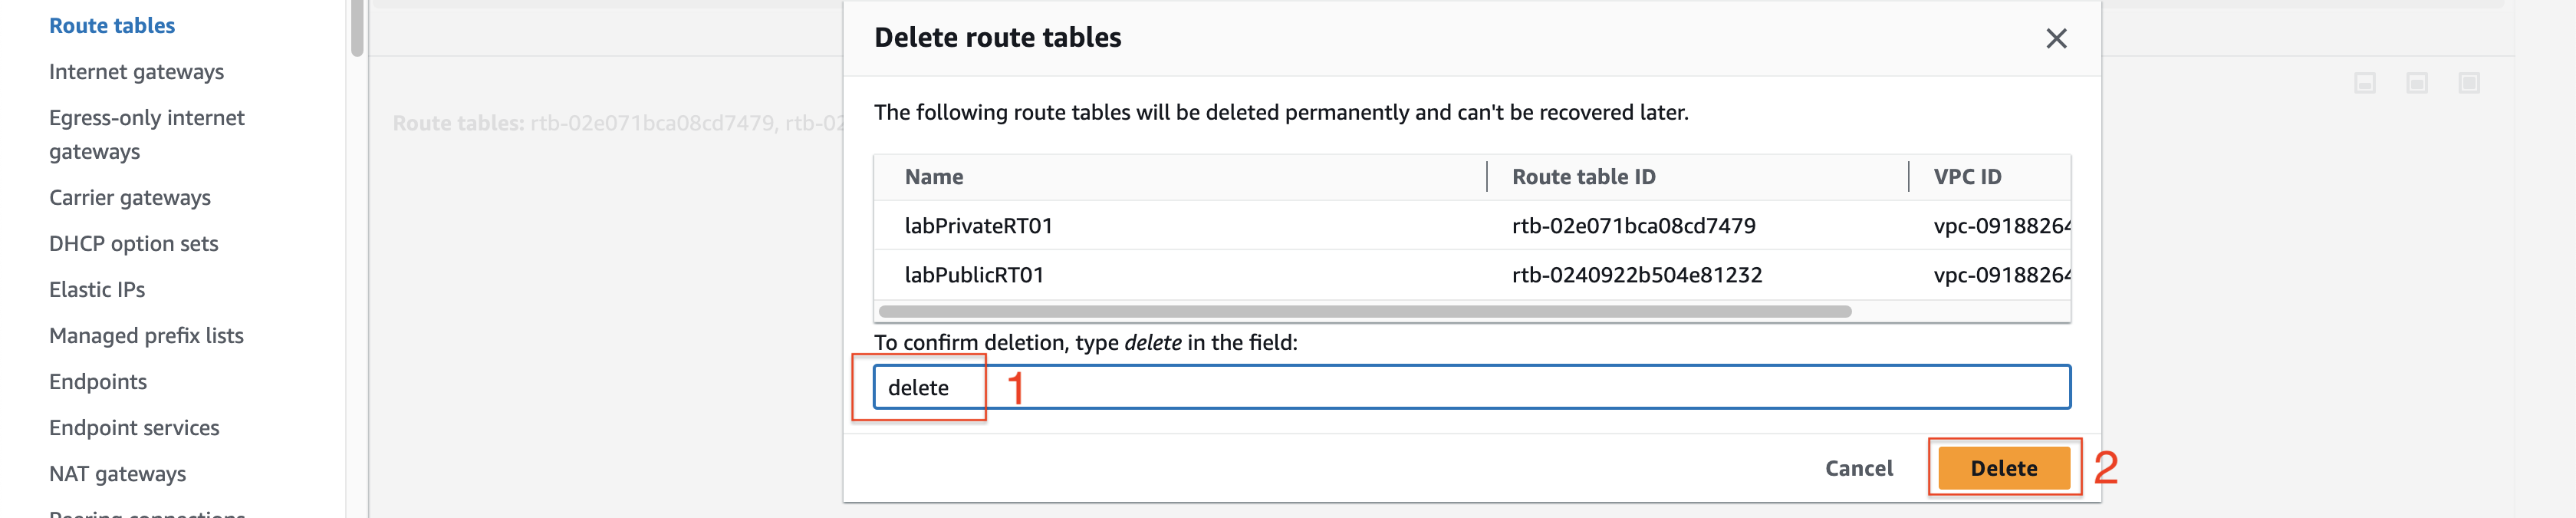 Route tables
Internet gateways
Egress-only internet
gateways
Carrier gateways
DHCP option sets
Elastic IPs
Managed prefix lists
Endpoints
Endpoint services
NAT gateways
Peering connections
Route tables: rtb-02e071bca08cd7479, rtb-02
Delete route tables
The following route tables will be deleted permanently and can't be recovered later.
Name Route table ID VPC ID
labPrivateRT01 rtb-02e071bca08cd7479 vpc-09188264
labPublicRT01 rtb-0240922b504e81232 vpc-09188264
To confirm deletion, type delete in the field:
delete 1
Cancel Delete 2